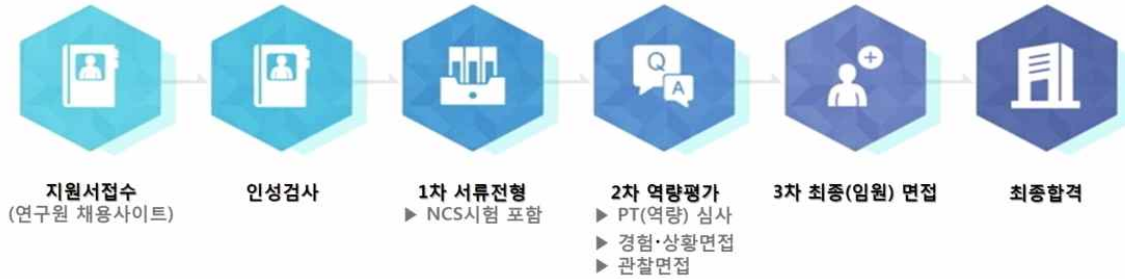 Q
A
지원서접수
(연구원 채용사이트)
인성검사
1차 서류전형
▶ NCS시험 포함
2차 역량평가
▶ PT(역량) 심사
▶ 경험·상황면접
▶ 관찰면접
3차 최종(임원) 면접
최종합격